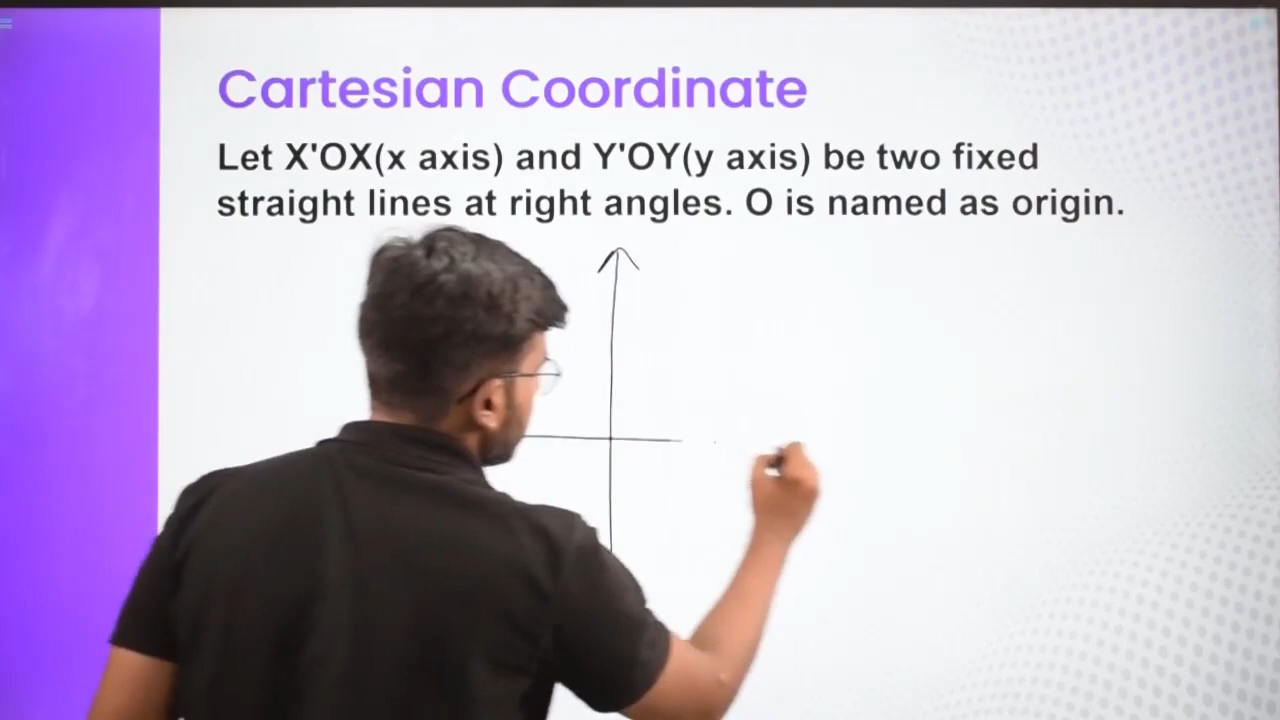 Cartesian Coordinate
Let X'OX(x axis) and Y'OY(y axis) be two fixed
straight lines at right angles. O is named as origin.